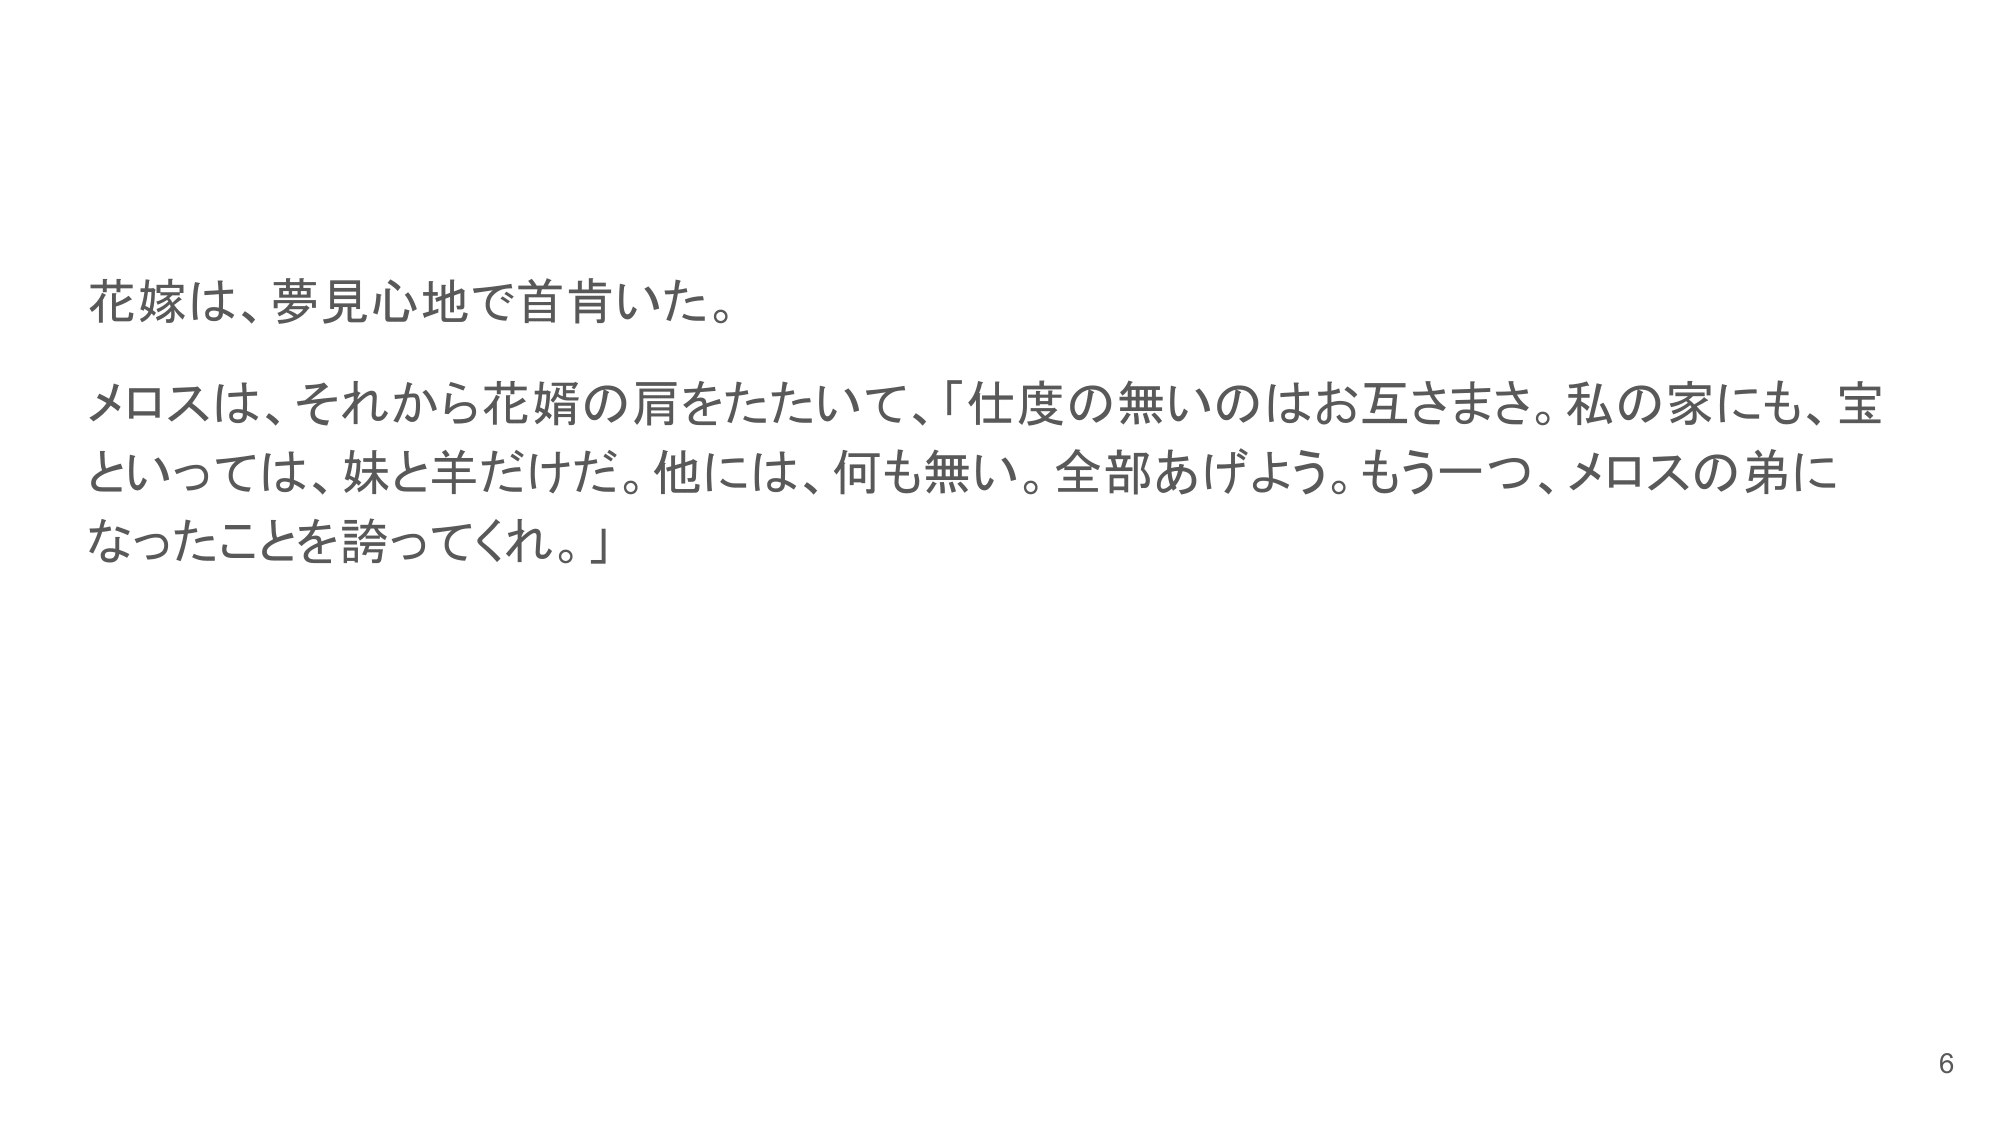 花嫁は、夢見心地で首肯いた。
メロスは、それから花婿の肩をたたいて、「仕度の無いのはお互さまさ。私の家にも、宝
といっては、妹と羊だけだ。他には、何も無い。全部あげよう。もう一つ、メロスの弟に
なったことを誇ってくれ。」
6